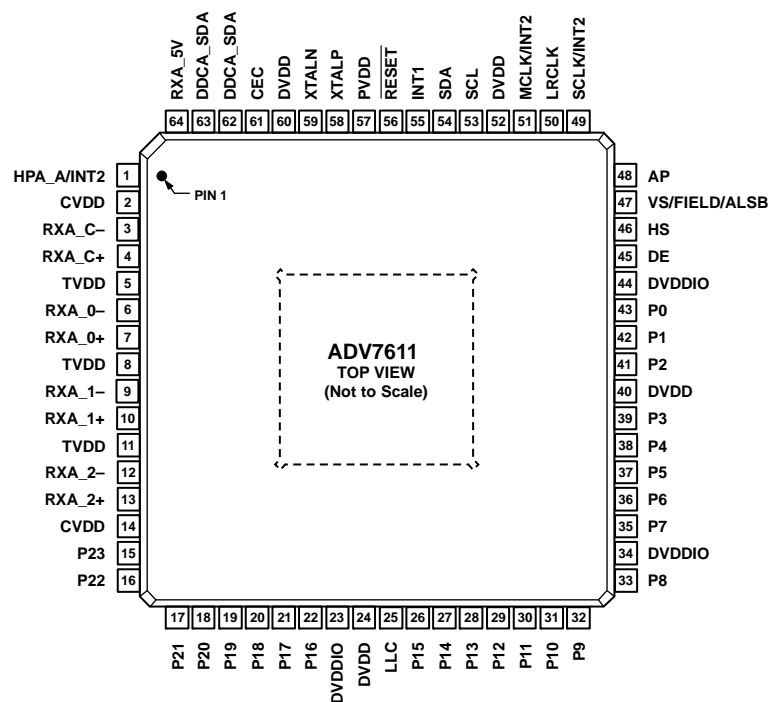 RXA_5V
DDCA_SDA
DDCA_SDA
CEC
DVDD
XTALN
XTALP
PVDD
RESET
INT1
SDA
SCL
DVDD
MCLK/INT2
LRCLK
SCLK/INT2
64 63 62 61 60 59 58 57 56 55 54 53 52 51 50 49
HPA_A/INT2 1
CVDD 2
RXA_C– 3
RXA_C+ 4
TVDD 5
RXA_0– 6
RXA_0+ 7
TVDD 8
RXA_1– 9
RXA_1+ 10
TVDD 11
RXA_2– 12
RXA_2+ 13
CVDD 14
P23 15
P22 16
PIN 1
ADV7611
TOP VIEW
(Not to Scale)
48 AP
47 VS/FIELD/ALSB
46 HS
45 DE
44 DVDDIO
43 P0
42 P1
41 P2
40 DVDD
39 P3
38 P4
37 P5
36 P6
35 P7
34 DVDDIO
33 P8
17 18 19 20 21 22 23 24 25 26 27 28 29 30 31 32
P21
P20
P19
P18
P17
P16
DVDDIO
DVDD
LLC
P15
P14
P13
P12
P11
P10
P9